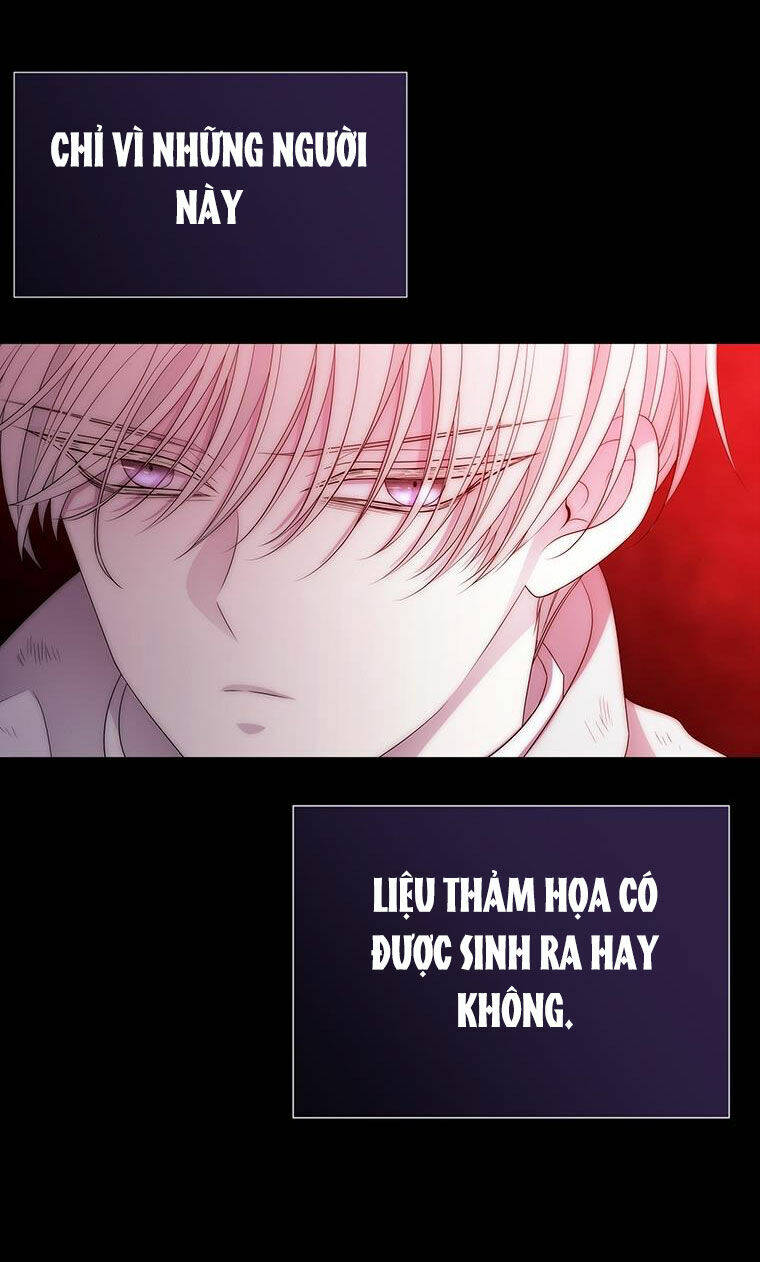 CHỈ VÌ NHỮNG NGƯỜI
NÀY
LIỆU THẢM HỌA CÓ
ĐƯỢC SINH RA HAY
KHÔNG.